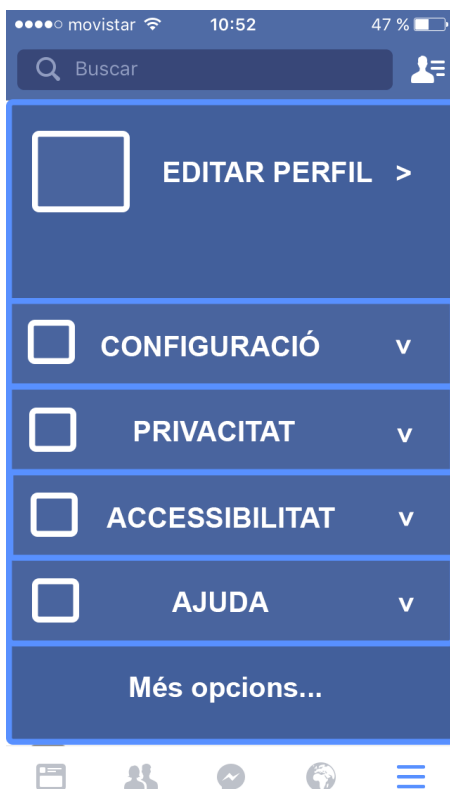 movistar 10:52 47 %
Buscar
EDITAR PERFIL >
CONFIGURACIÓ v
PRIVACITAT v
ACCESSIBILITAT v
AJUDA v
Més opcions...